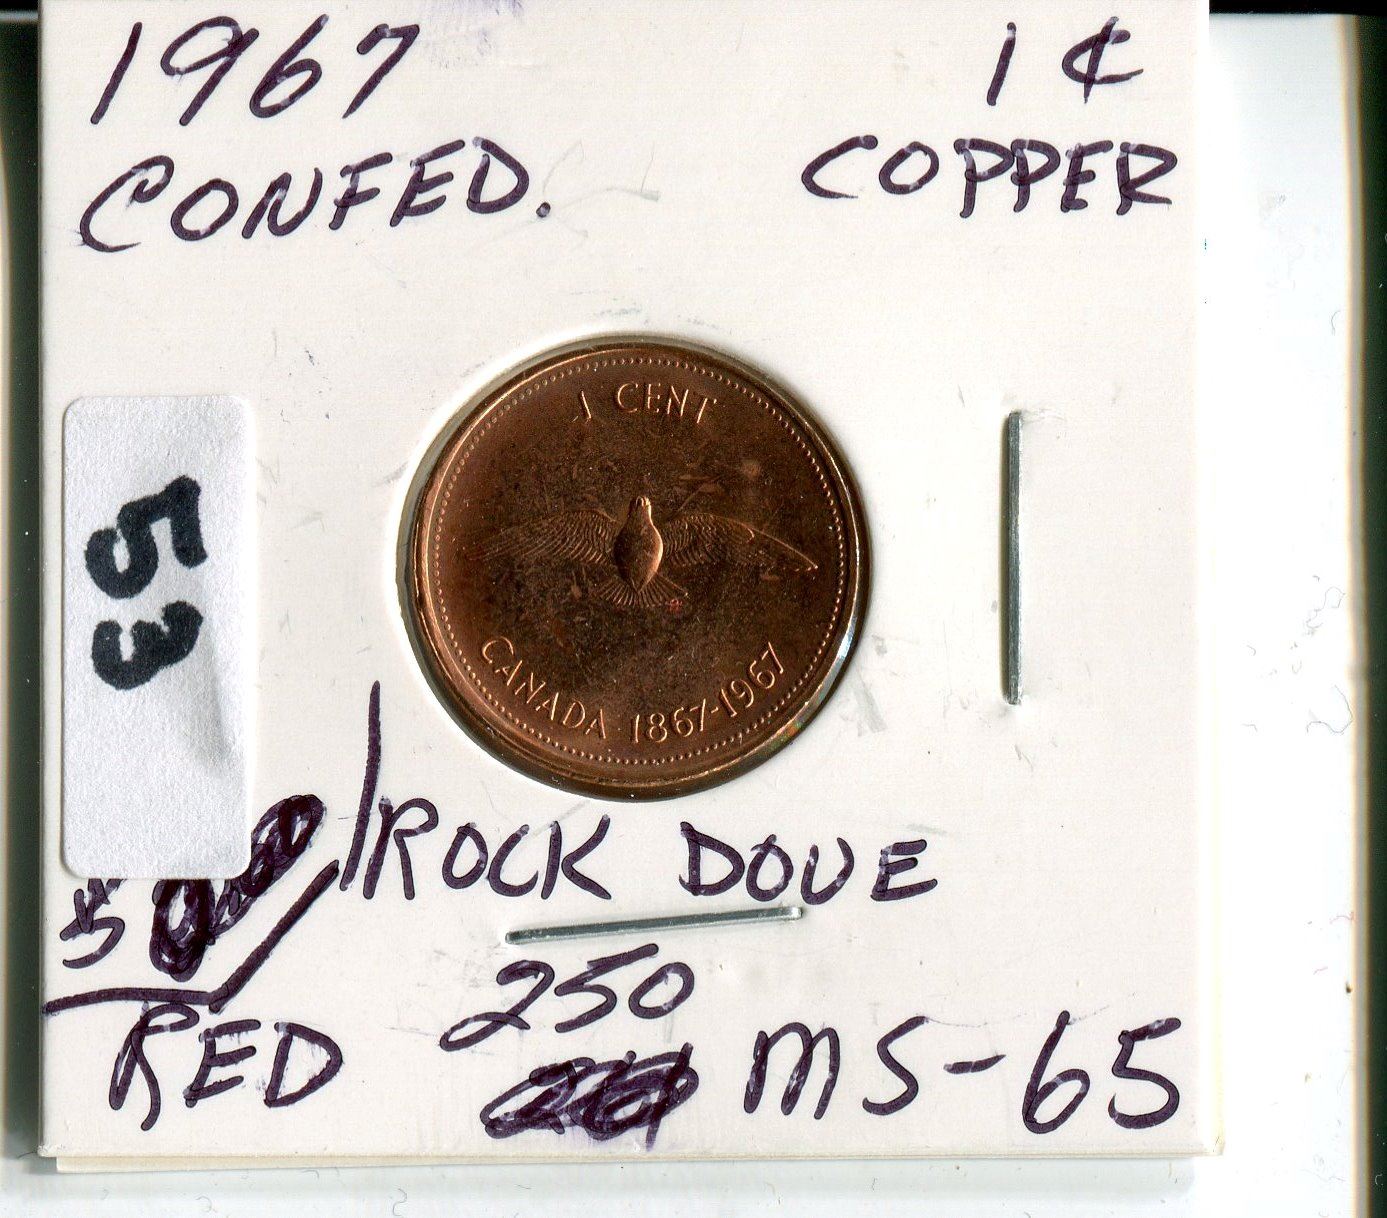 1967 1¢
CONFED. COPPER
1 CENT
CANADA 1867-1967
53
ROCK DOVE
250
RED MS-65